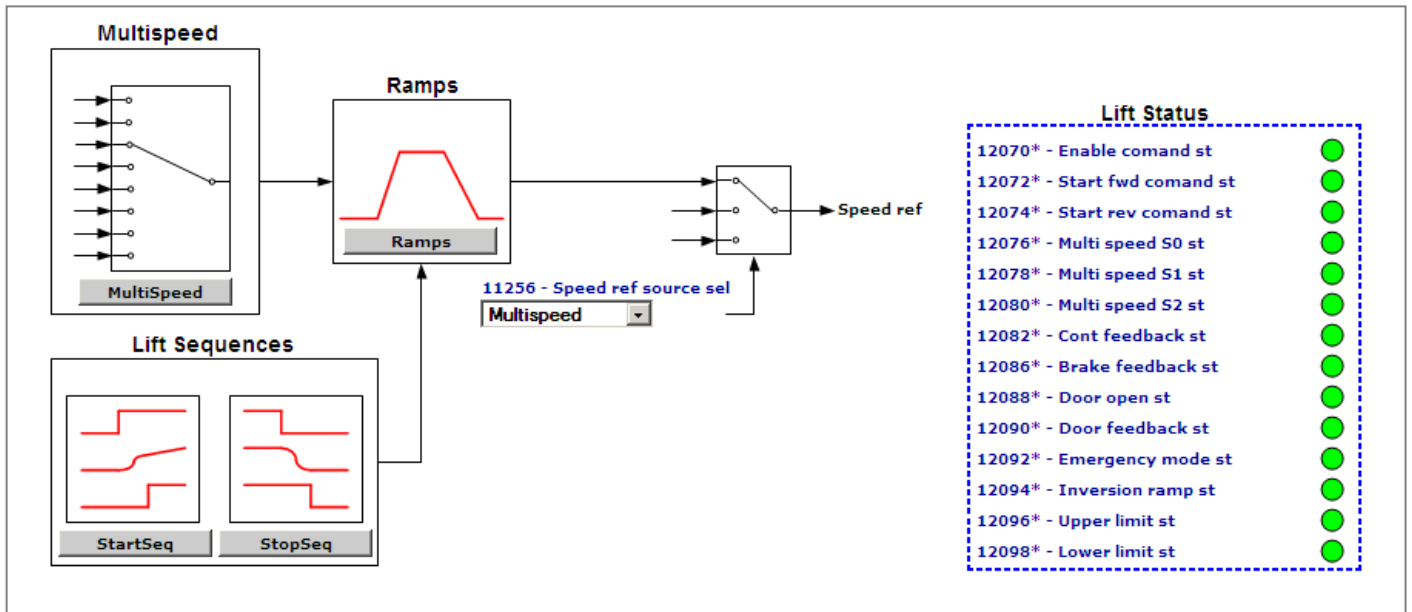 Multispeed
MultiSpeed
Ramps
Ramps
11256 - Speed ref source sel
Multispeed
Speed ref
Lift Sequences
StartSeq
StopSeq
Lift Status
12070* - Enable comand st
12072* - Start fwd comand st
12074* - Start rev comand st
12076* - Multi speed S0 st
12078* - Multi speed S1 st
12080* - Multi speed S2 st
12082* - Cont feedback st
12086* - Brake feedback st
12088* - Door open st
12090* - Door feedback st
12092* - Emergency mode st
12094* - Inversion ramp st
12096* - Upper limit st
12098* - Lower limit st